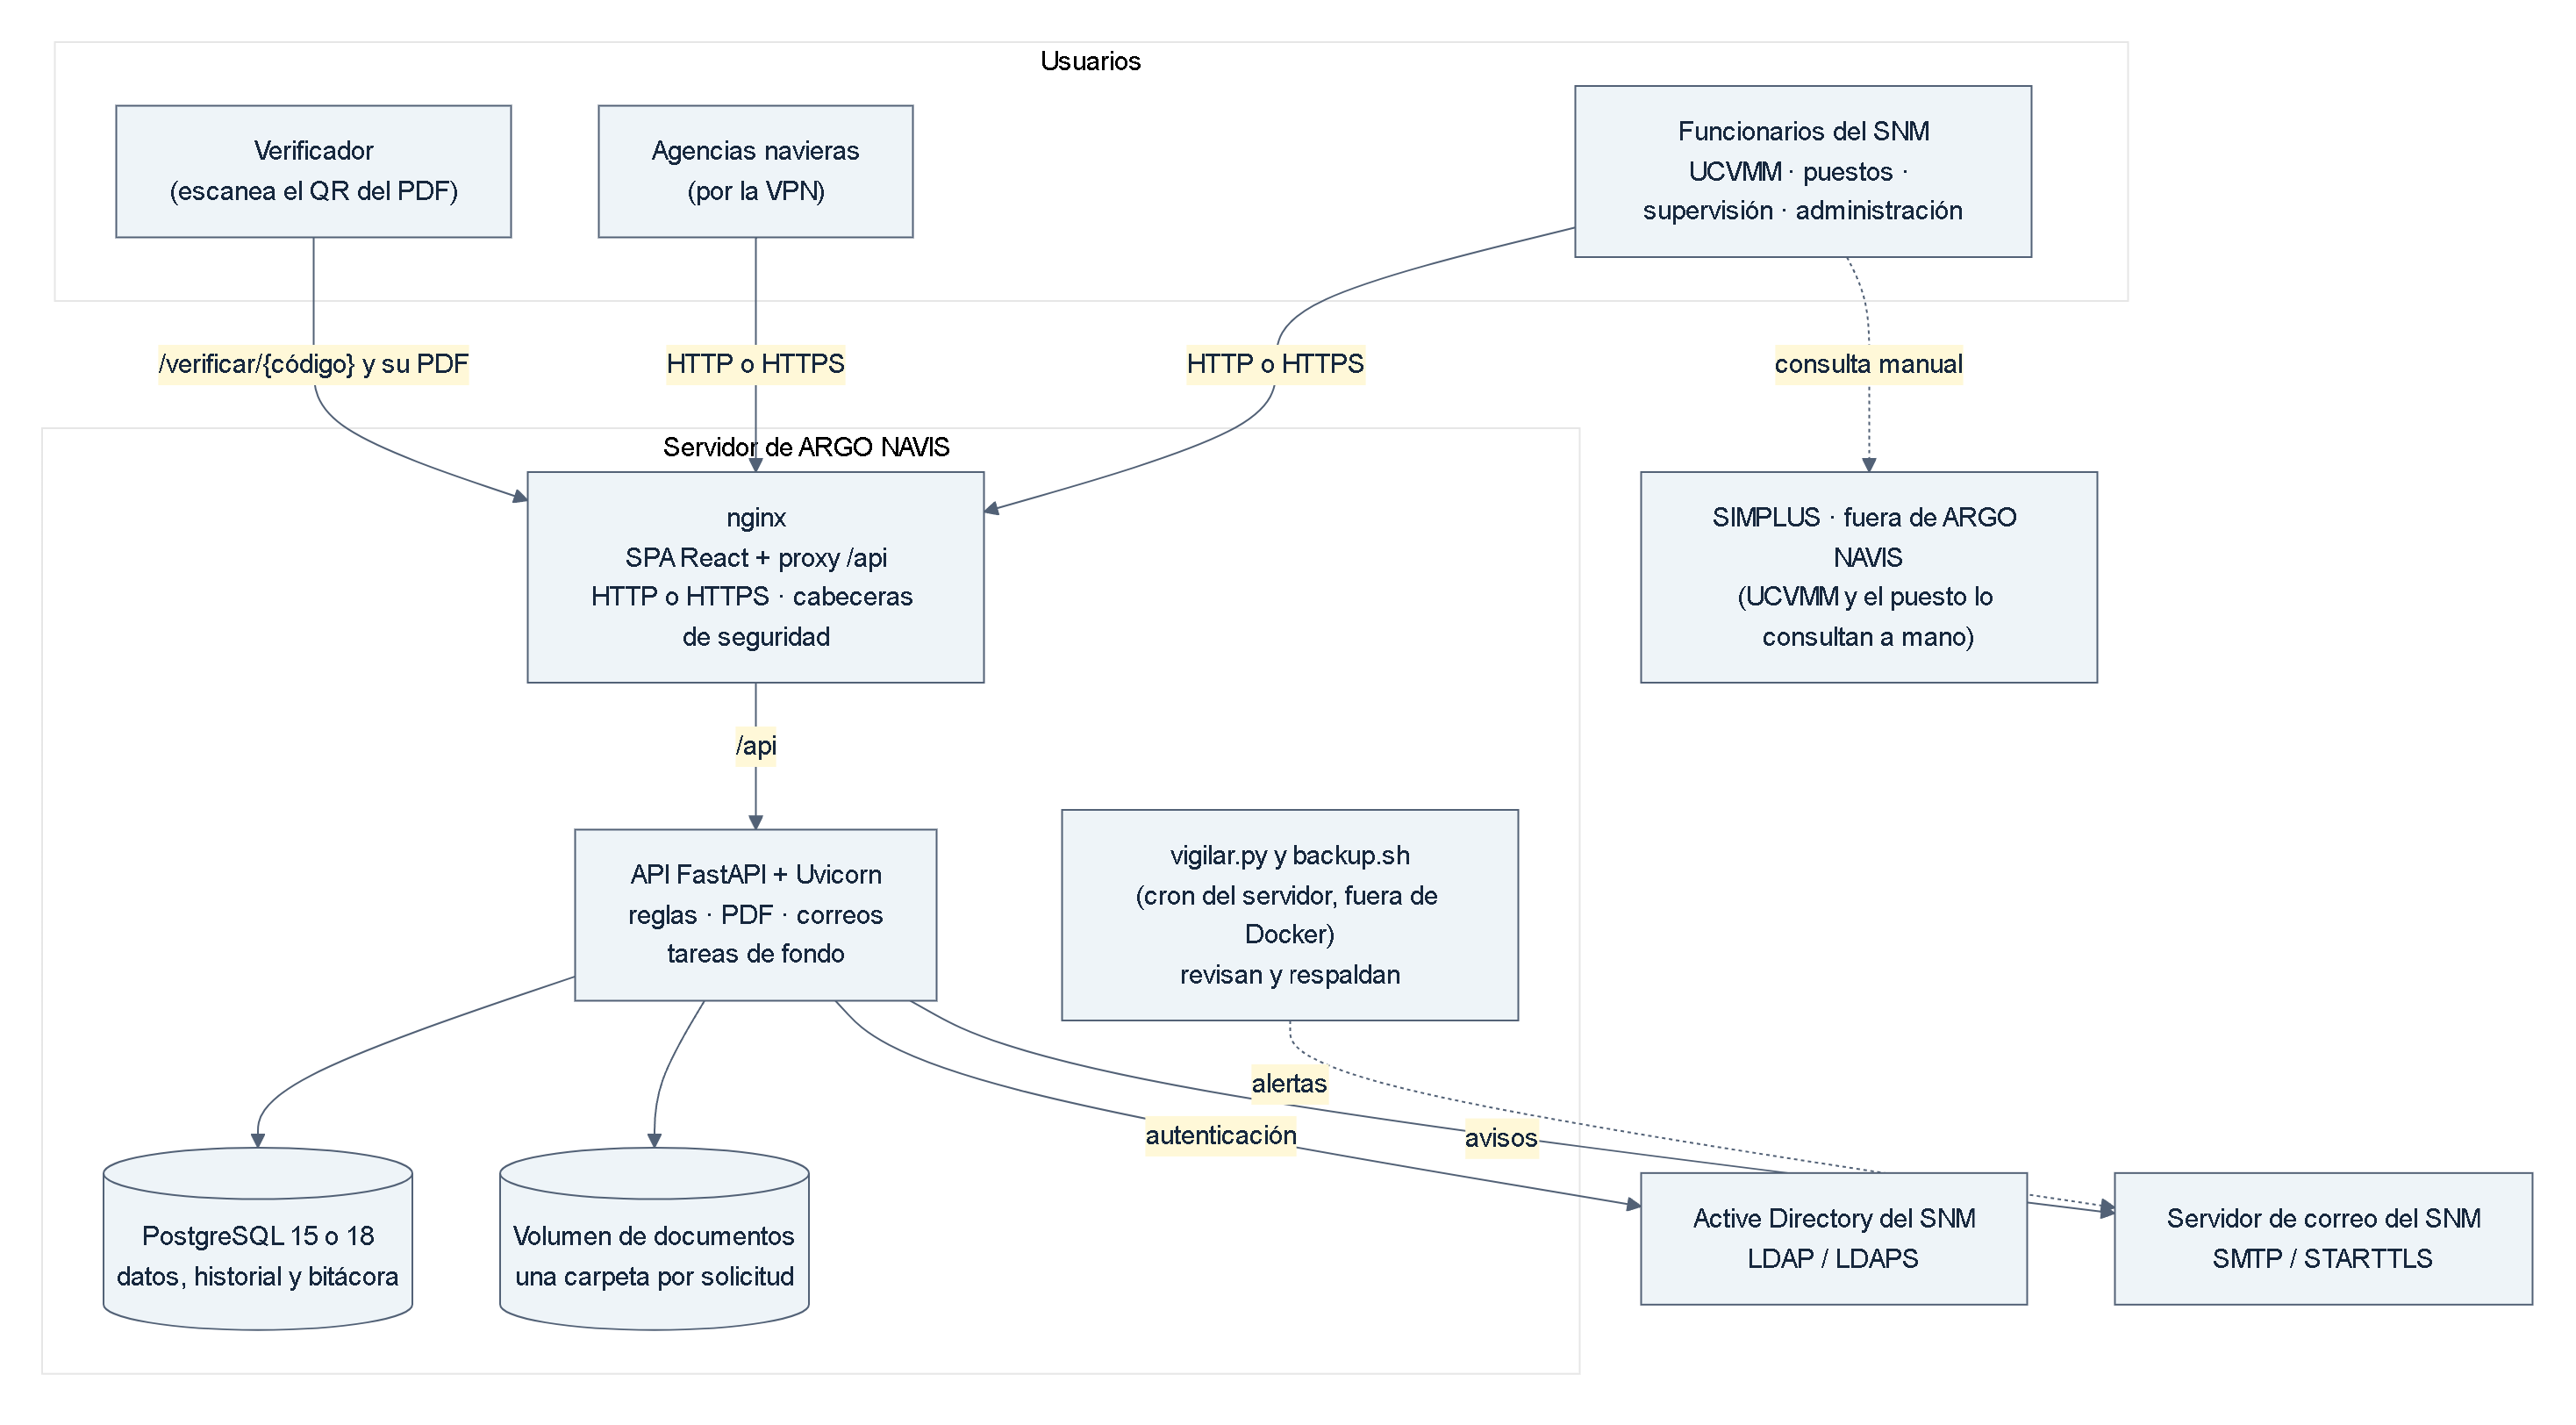 Usuarios
Verificador
(escanea el QR del PDF)
Agencias navieras
(por la VPN)
Funcionarios del SNM
UCVMM · puestos ·
supervisión · administración
/verificar/{código} y su PDF
HTTP o HTTPS
HTTP o HTTPS
consulta manual
Servidor de ARGO NAVIS
nginx
SPA React + proxy /api
HTTP o HTTPS · cabeceras
de seguridad
SIMPLUS · fuera de ARGO
NAVIS
(UCVMM y el puesto lo
consultan a mano)
/api
API FastAPI + Uvicorn
reglas · PDF · correos
tareas de fondo
vigilar.py y backup.sh
(cron del servidor, fuera de
Docker)
revisan y respaldan
alertas
autenticación
avisos
PostgreSQL 15 o 18
datos, historial y bitácora
Volumen de documentos
una carpeta por solicitud
Active Directory del SNM
LDAP / LDAPS
Servidor de correo del SNM
SMTP / STARTTLS